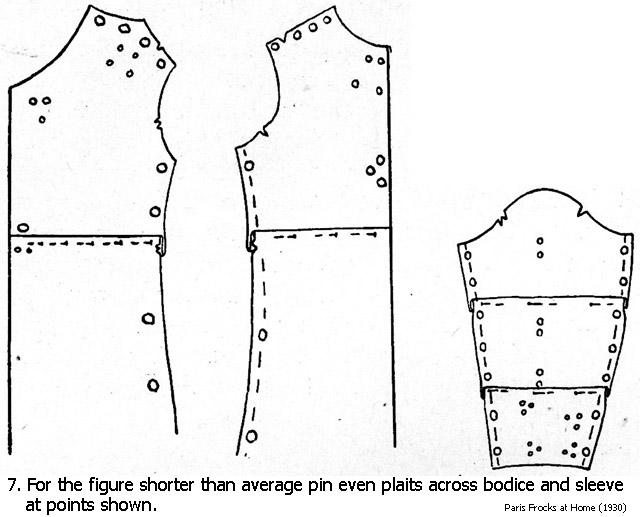 7. For the figure shorter than average pin even plaits across bodice and sleeve
at points shown.
Paris Frocks at Home (1930)